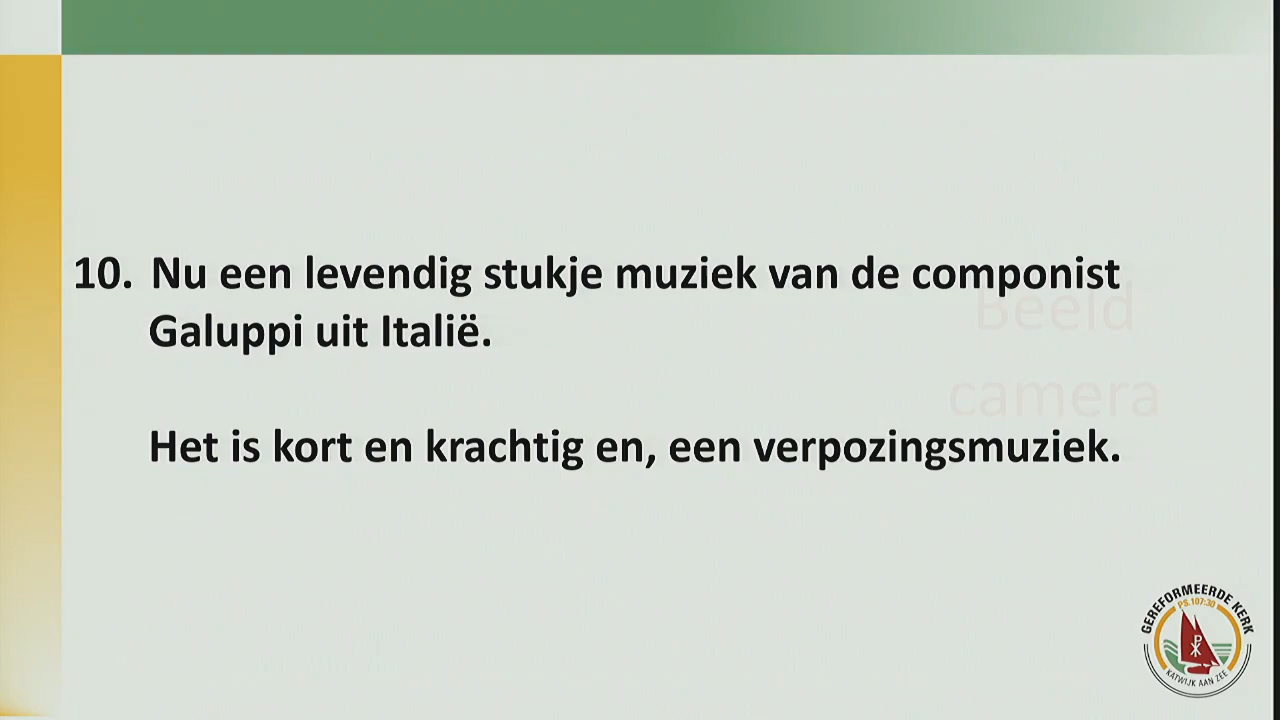 10. Nu een levendig stukje muziek van de componist
Galuppi uit Italië.
Het is kort en krachtig en, een verpozingsmuziek.
Beeld
camera
GEREFORMEERDE KERK
PS.107:30
KATWIJK AAN ZEE